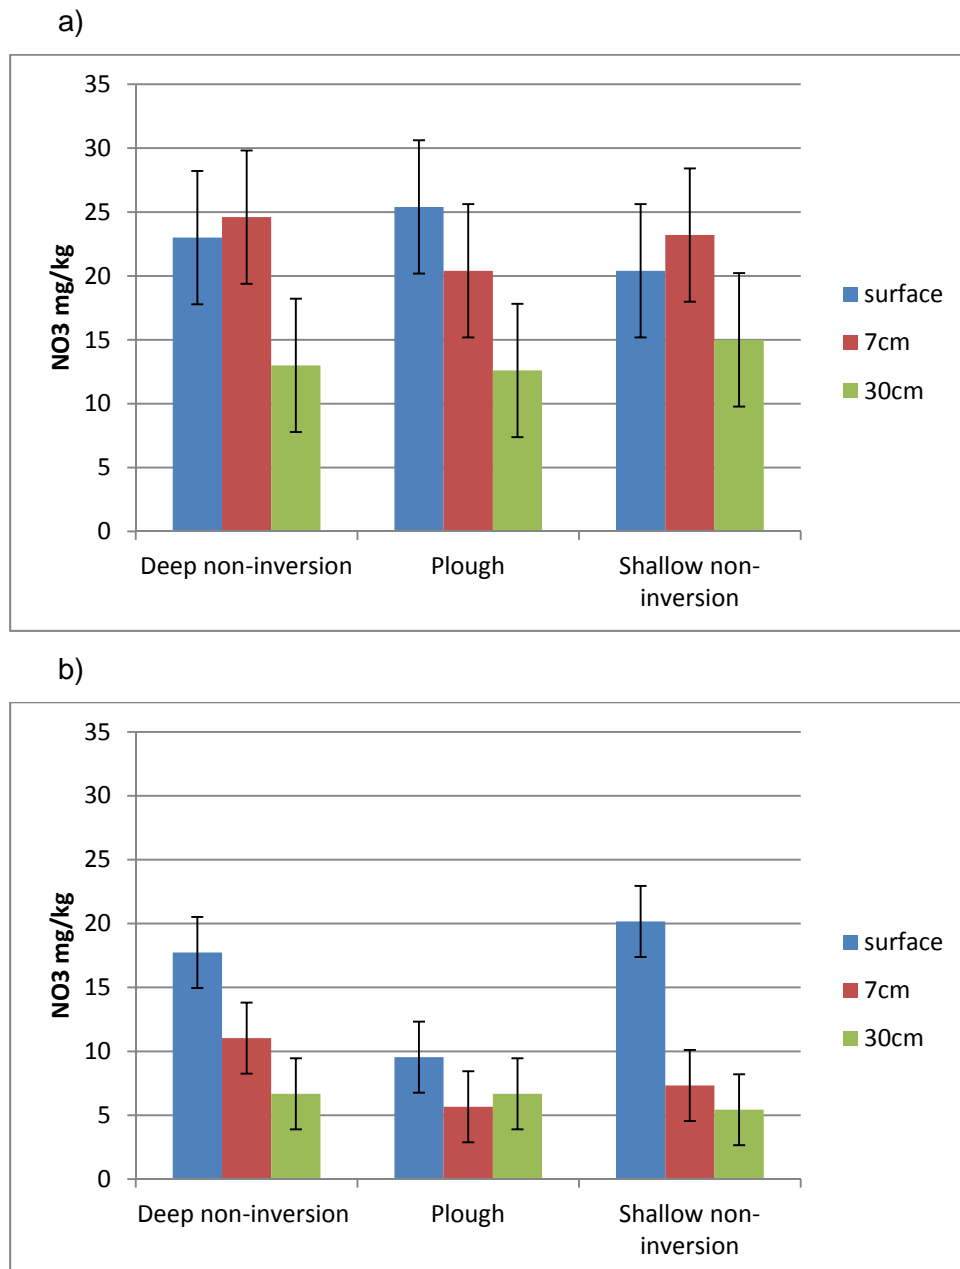 a)
35
30
25
20
15
10
5
0
NO3 mg/kg
Deep non-inversion
Plough
Shallow non-
inversion
surface
7cm
30cm
b)
35
30
25
20
15
10
5
0
NO3 mg/kg
Deep non-inversion
Plough
Shallow non-
inversion
surface
7cm
30cm